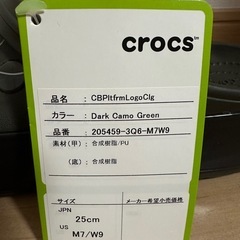 crocs™
品名： CBPltfrmLogoClg
カラー： Dark Camo Green
品番： 205459-3Q6-M7W9
素材（甲）： 合成樹脂/PU
（底）： 合成樹脂
サイズ メーカー希望小売価格
JPN
25cm
US
M7/W9